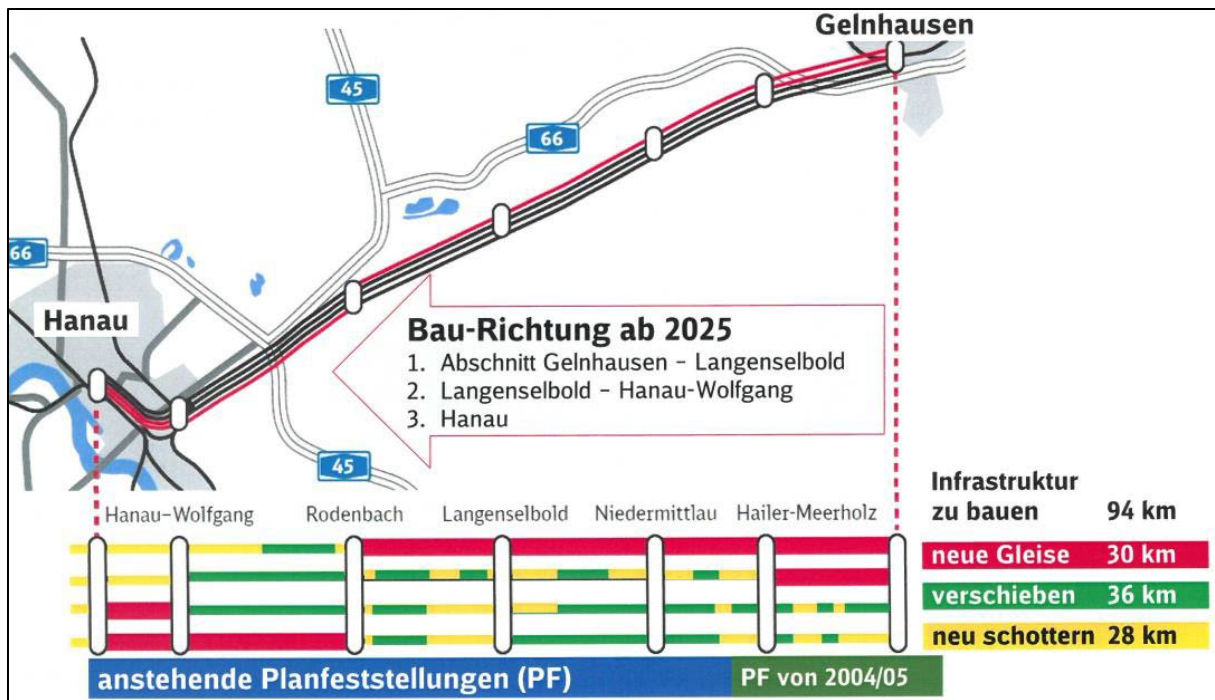 Gelnhausen
45
66
66
Hanau
Bau-Richtung ab 2025
1. Abschnitt Gelnhausen – Langenselbold
2. Langenselbold – Hanau-Wolfgang
3. Hanau
45
Hanau-Wolfgang Rodenbach Langenselbold Niedermittlau Hailer-Meerholz
Infrastruktur
zu bauen 94 km
neue Gleise 30 km
verschieben 36 km
neu schottern 28 km
anstehende Planfeststellungen (PF) PF von 2004/05